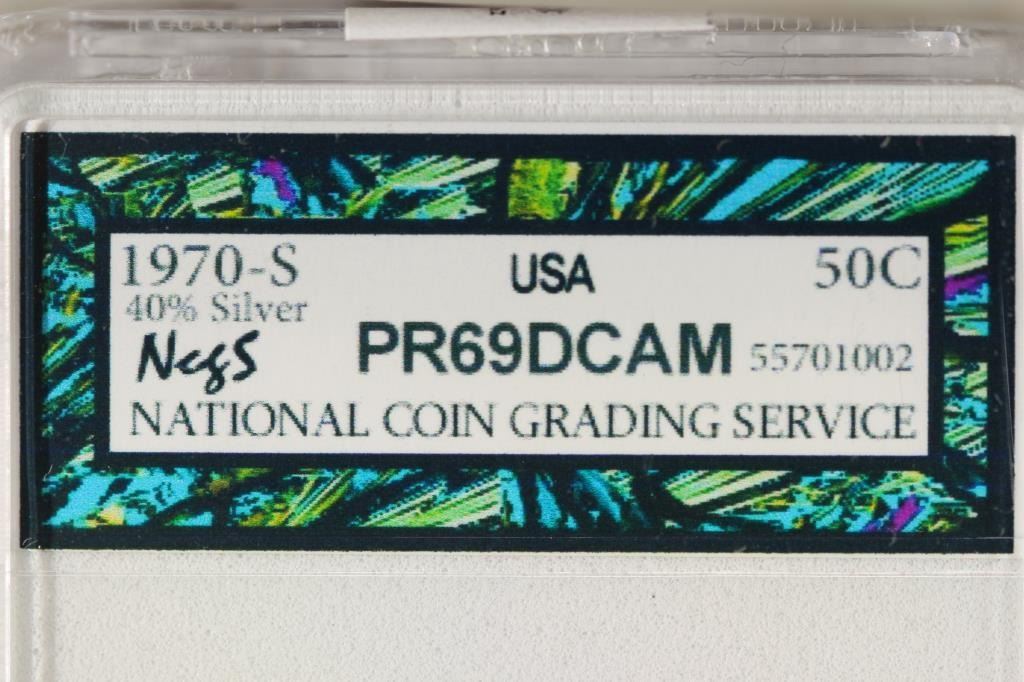 1970-S USA 50C
40% Silver
NCGS PR69DCAM 55701002
NATIONAL COIN GRADING SERVICE